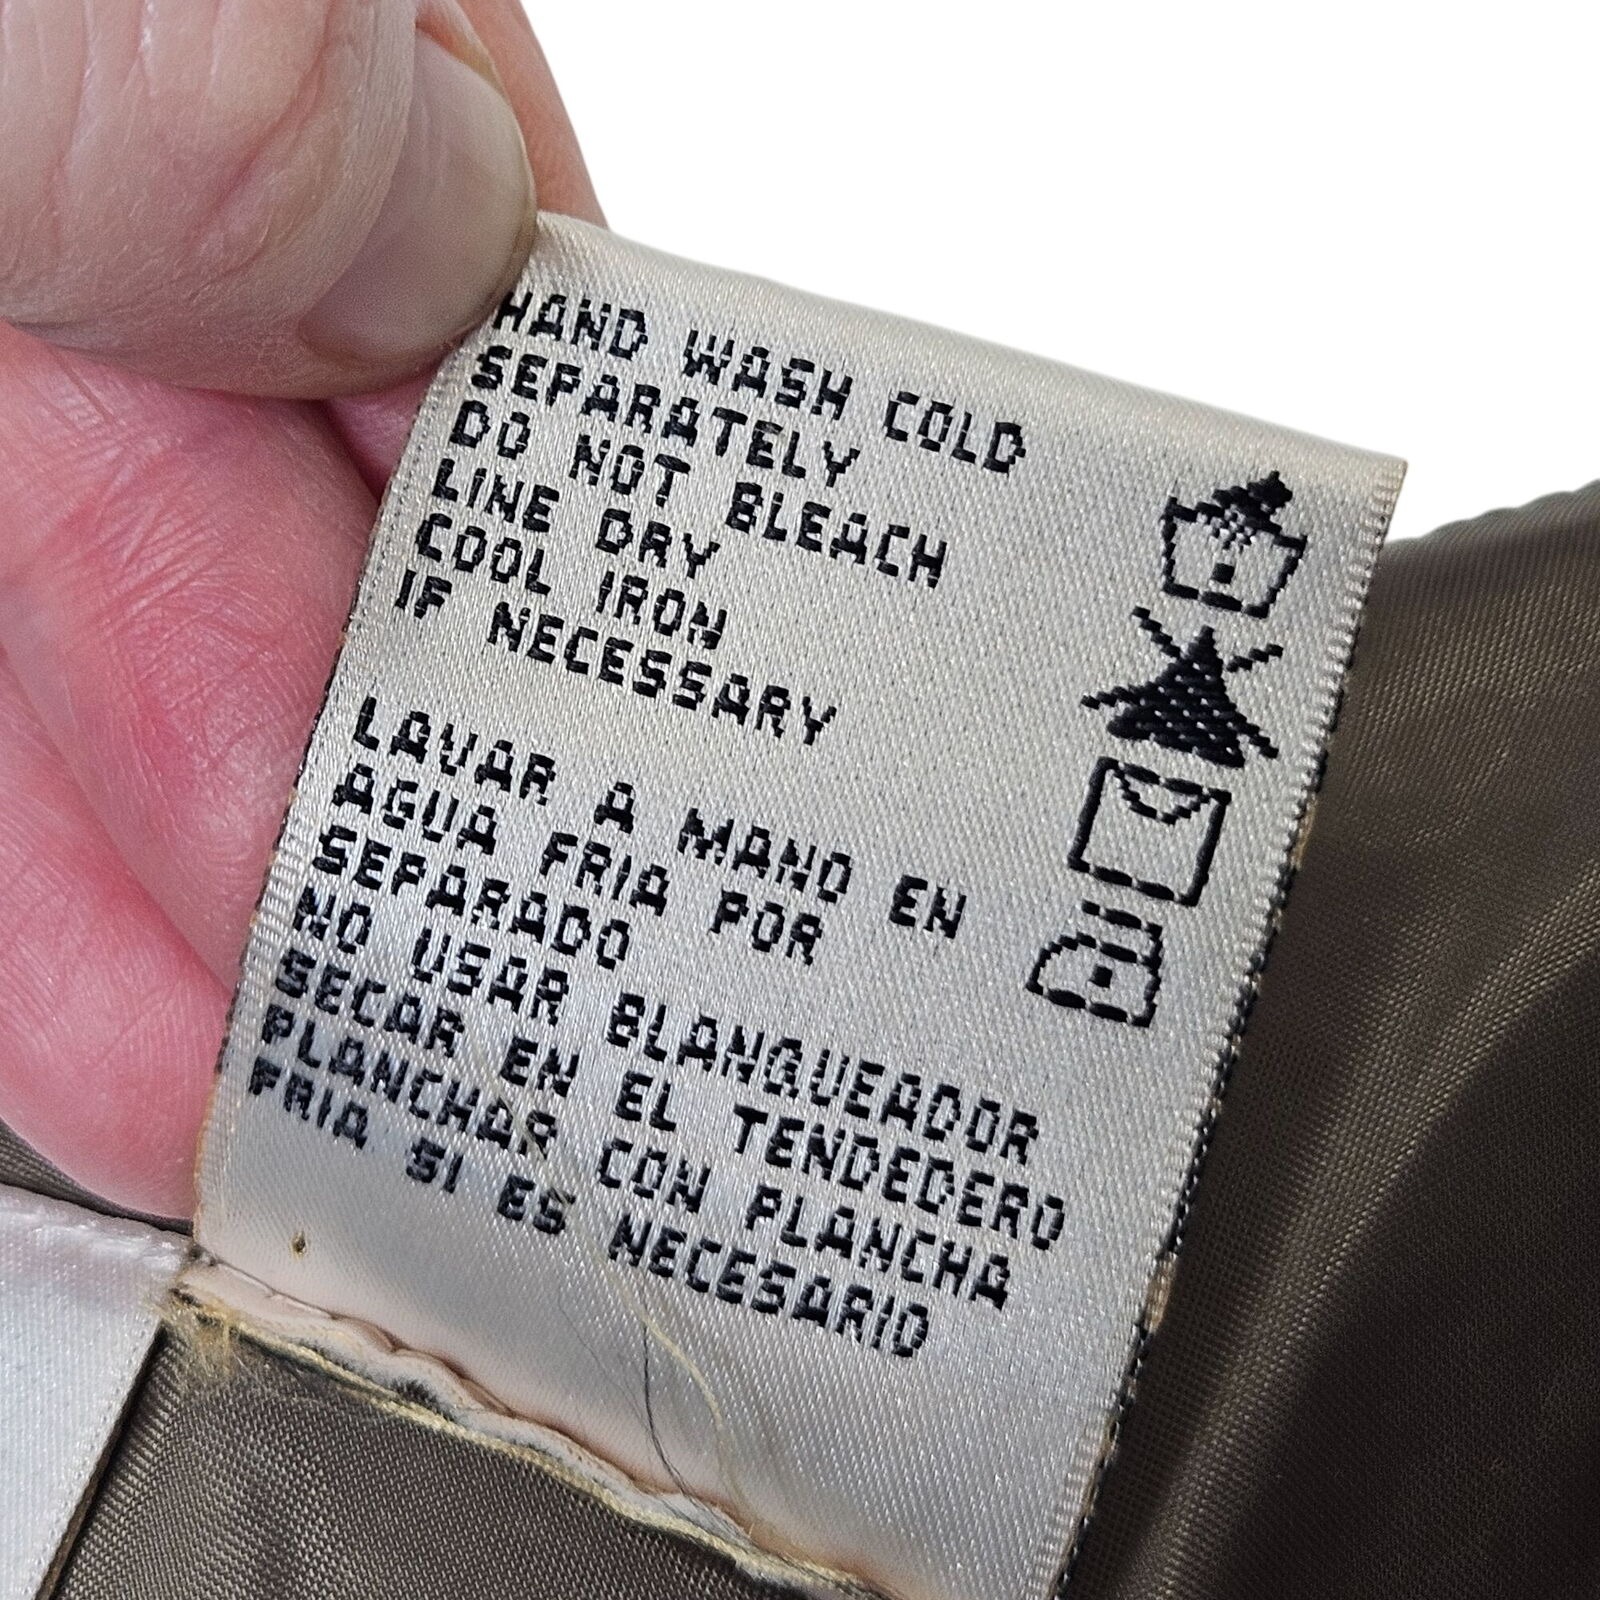 HAND WASH COLD
SEPARATELY
DO NOT BLEACH
LINE DRY
COOL IRON
IF NECESSARY
LAVAR A MANO EN
AGUA FRIA POR
SEPARADO
NO USAR BLANQUEADOR
SECAR EN EL TENDEDERO
PLANCHAR CON PLANCHA
FRIA SI ES NECESARIO